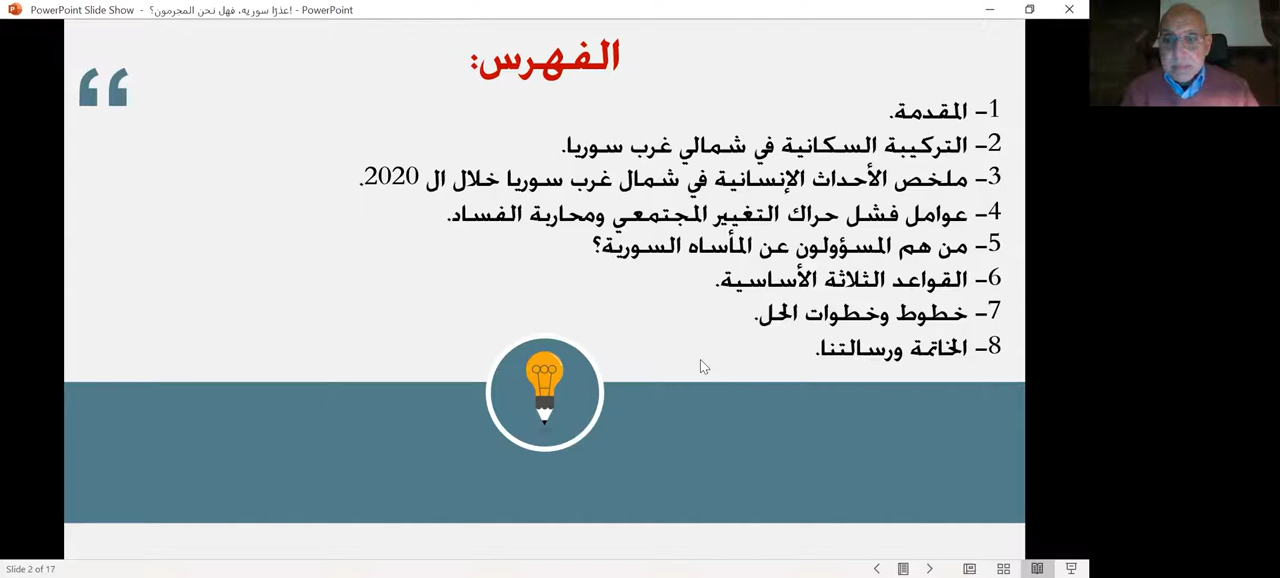 PowerPoint Slide Show - عذرًا سوريه، فهل نحن المجرمون؟! - PowerPoint
الفهرس:
1- المقدمة.
2- التركيبة السكانية في شمالي غرب سوريا.
3- ملخص الأحداث الإنسانية في شمال غرب سوريا خلال ال 2020.
4- عوامل فشل حراك التغيير المجتمعي ومحاربة الفساد.
5- من هم المسؤولون عن المأساه السورية؟
6- القواعد الثلاثة الأساسية.
7- خطوط وخطوات الحل.
8- الخاتمة ورسالتنا.
Slide 2 of 17